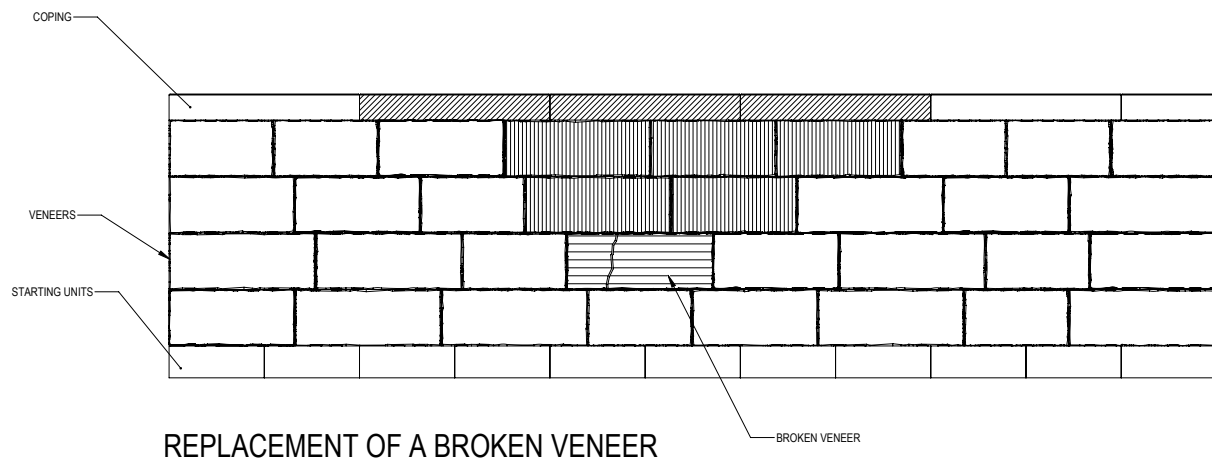 COPING
VENEERS
STARTING UNITS
BROKEN VENEER
REPLACEMENT OF A BROKEN VENEER